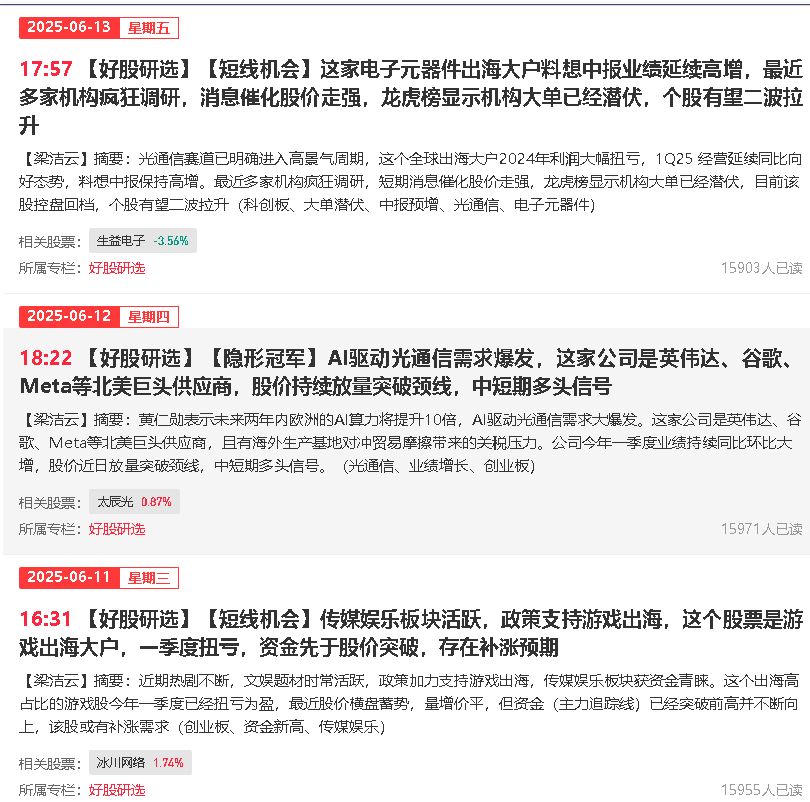 2025-06-13 星期五
17:57 【好股研选】【短线机会】这家电子元器件出海大户料想中报业绩延续高增，最近
多家机构疯狂调研，消息催化股价走强，龙虎榜显示机构大单已经潜伏，个股有望二波拉
升
【梁洁云】摘要：光通信赛道已明确进入高景气周期，这个全球出海大户2024年利润大幅扭亏，1Q25 经营延续同比向
好态势，料想中报保持高增。最近多家机构疯狂调研，短期消息催化股价走强，龙虎榜显示机构大单已经潜伏，目前该
股控盘回档，个股有望二波拉升（科创板、大单潜伏、中报预增、光通信、电子元器件）
相关股票： 生益电子 -3.56%
所属专栏：好股研选 15903人已读
2025-06-12 星期四
18:22 【好股研选】【隐形冠军】AI驱动光通信需求爆发，这家公司是英伟达、谷歌、
Meta等北美巨头供应商，股价持续放量突破颈线，中短期多头信号
【梁洁云】摘要：黄仁勋表示未来两年内欧洲的AI算力将提升10倍，AI驱动光通信需求大爆发。这家公司是英伟达、谷
歌、Meta等北美巨头供应商，且有海外生产基地对冲贸易摩擦带来的关税压力。公司今年一季度业绩持续同比环比大
增，股价近日放量突破颈线，中短期多头信号。（光通信、业绩增长、创业板）
相关股票： 太辰光 0.87%
所属专栏：好股研选 15971人已读
2025-06-11 星期三
16:31 【好股研选】【短线机会】传媒娱乐板块活跃，政策支持游戏出海，这个股票是游
戏出海大户，一季度扭亏，资金先于股价突破，存在补涨预期
【梁洁云】摘要：近期热剧不断，文娱题材时常活跃，政策加力支持游戏出海，传媒娱乐板块获资金青睐。这个出海高
占比的游戏股今年一季度已经扭亏为盈，最近股价横盘蓄势，量增价平，但资金（主力追踪线）已经突破前高并不断向
上，该股或有补涨需求（创业板、资金新高、传媒娱乐）
相关股票： 冰川网络 1.74%
所属专栏：好股研选 15955人已读